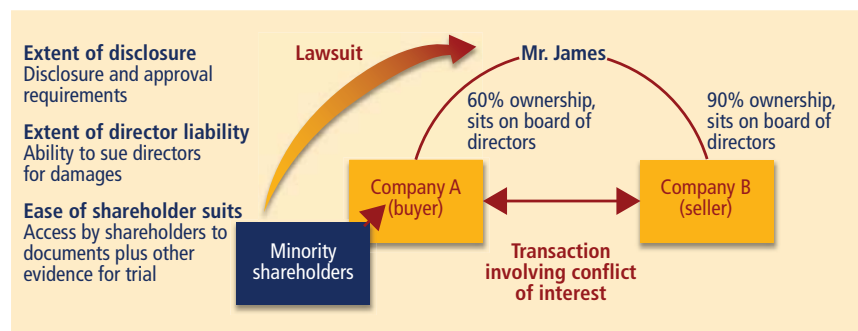 Extent of disclosure
Disclosure and approval
requirements
Extent of director liability
Ability to sue directors
for damages
Ease of shareholder suits
Access by shareholders to
documents plus other
evidence for trial
Lawsuit
Mr. James
60% ownership,
sits on board of
directors
90% ownership,
sits on board of
directors
Company A
(buyer)
Company B
(seller)
Minority
shareholders
Transaction
involving conflict
of interest